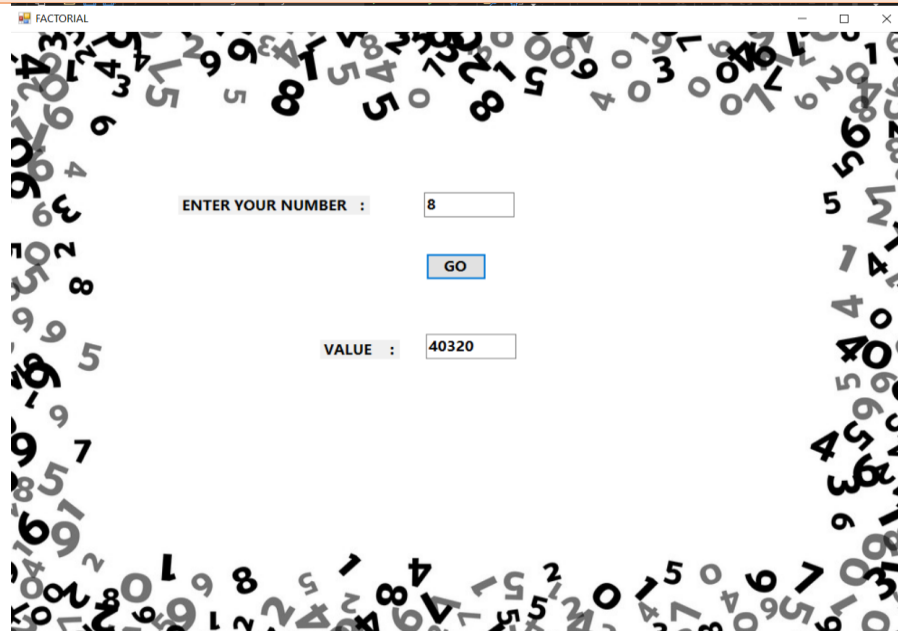 FACTORIAL
ENTER YOUR NUMBER :
8
GO
VALUE :
40320